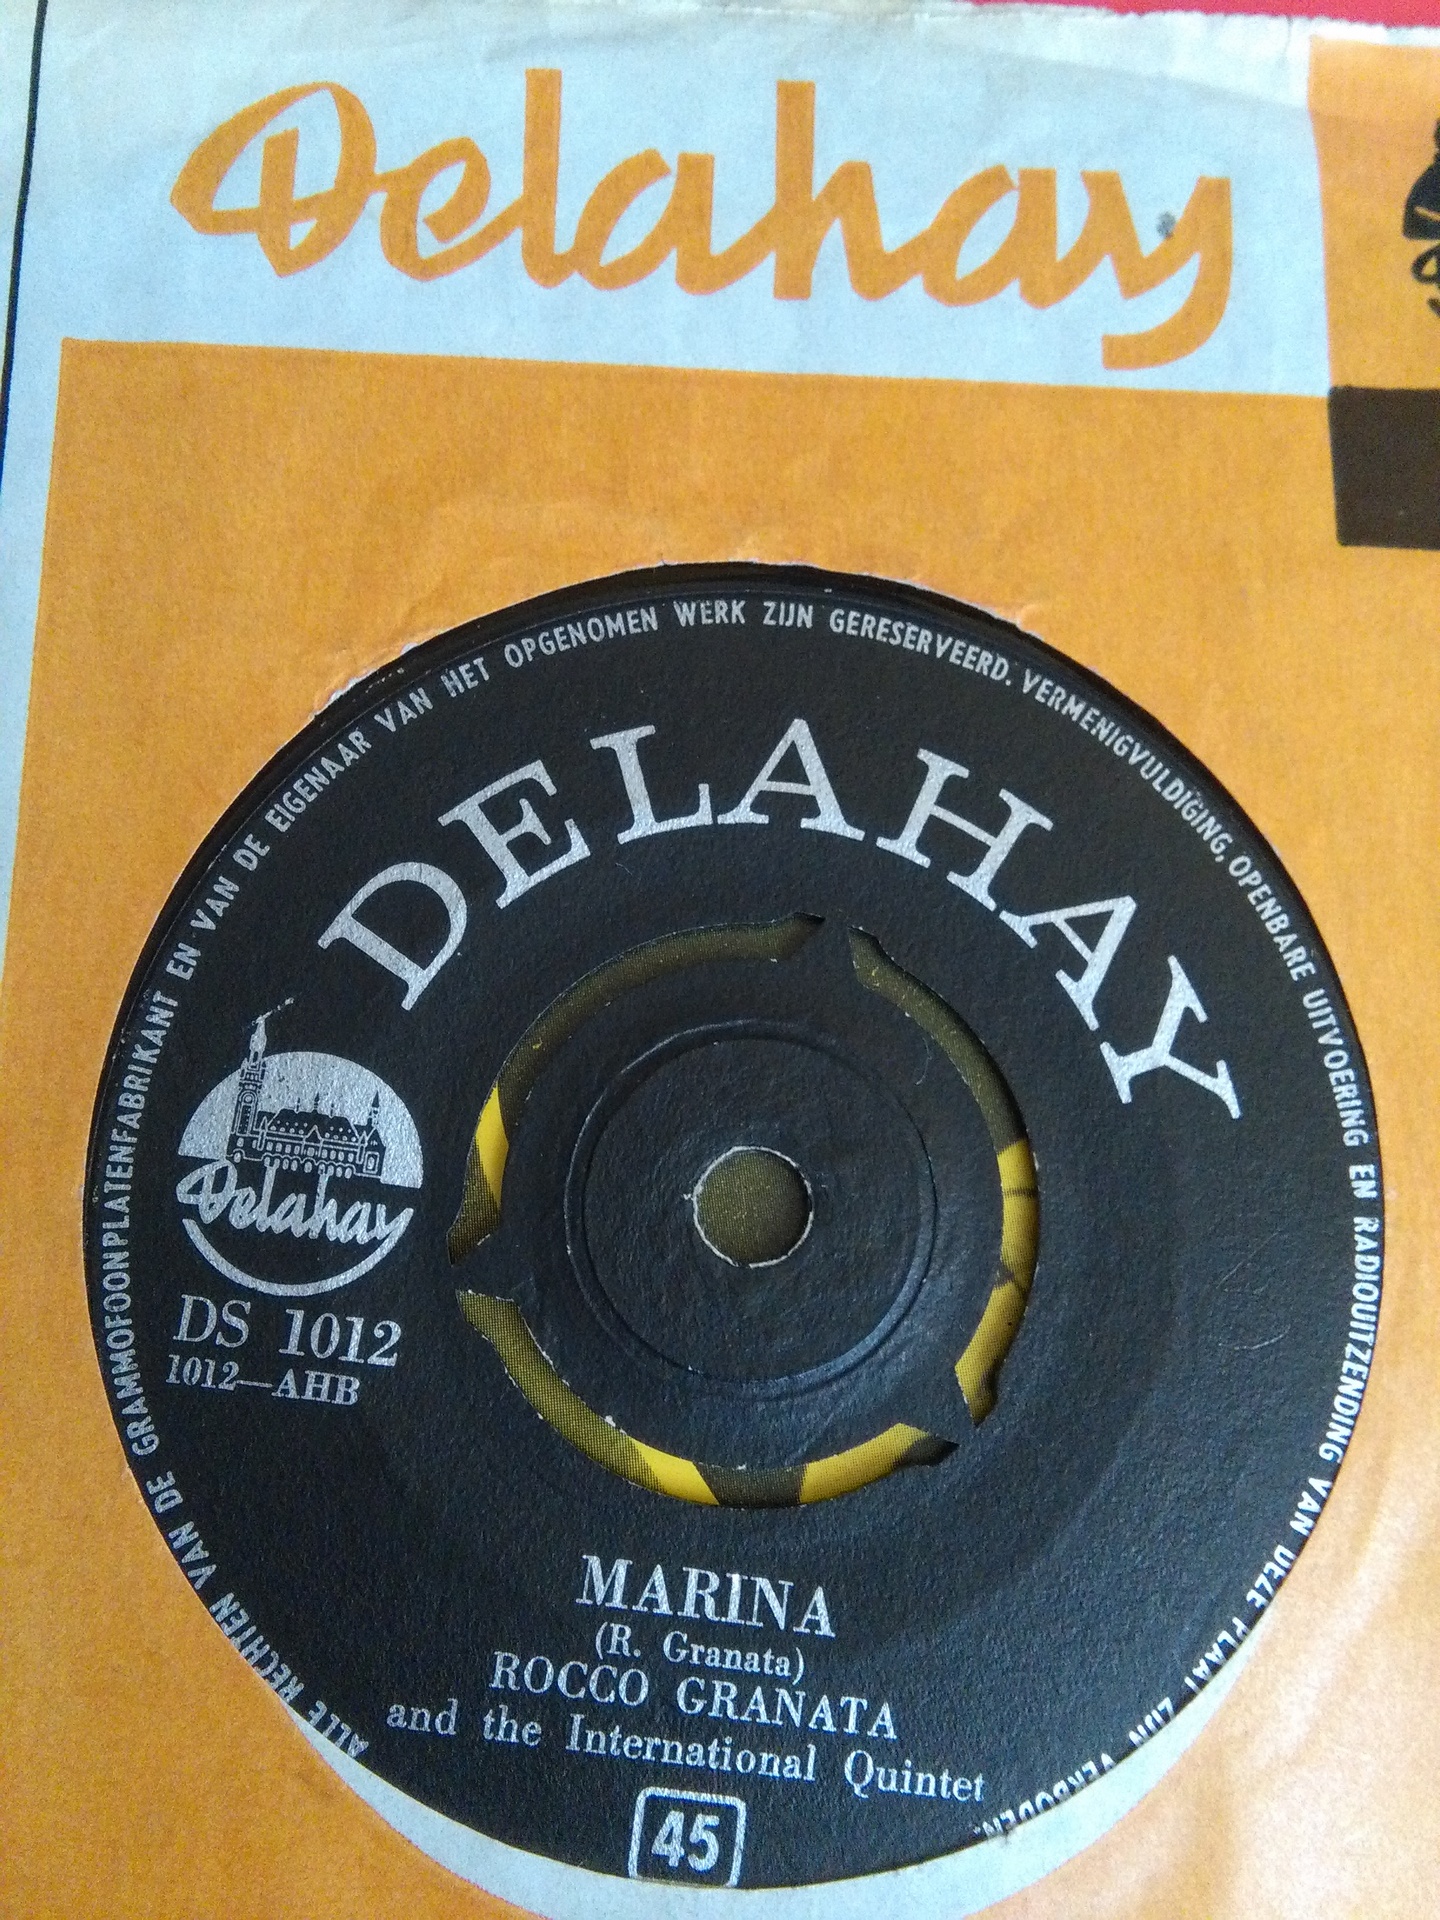 Delahay
ALLE RECHTEN VAN DE GRAMMOFOONPLATENFABRIKANT EN VAN DE EIGENAAR VAN HET OPGENOMEN WERK ZIJN GERESERVEERD. VERMENIGVULDIGING, OPENBARE UITVOERING EN RADIOUITZENDING VAN DEZE PLAAT ZIJN VERBODEN.
DELAHAY
Delahay
DS 1012
1012—AHB
MARINA
(R. Granata)
ROCCO GRANATA
and the International Quintet
45